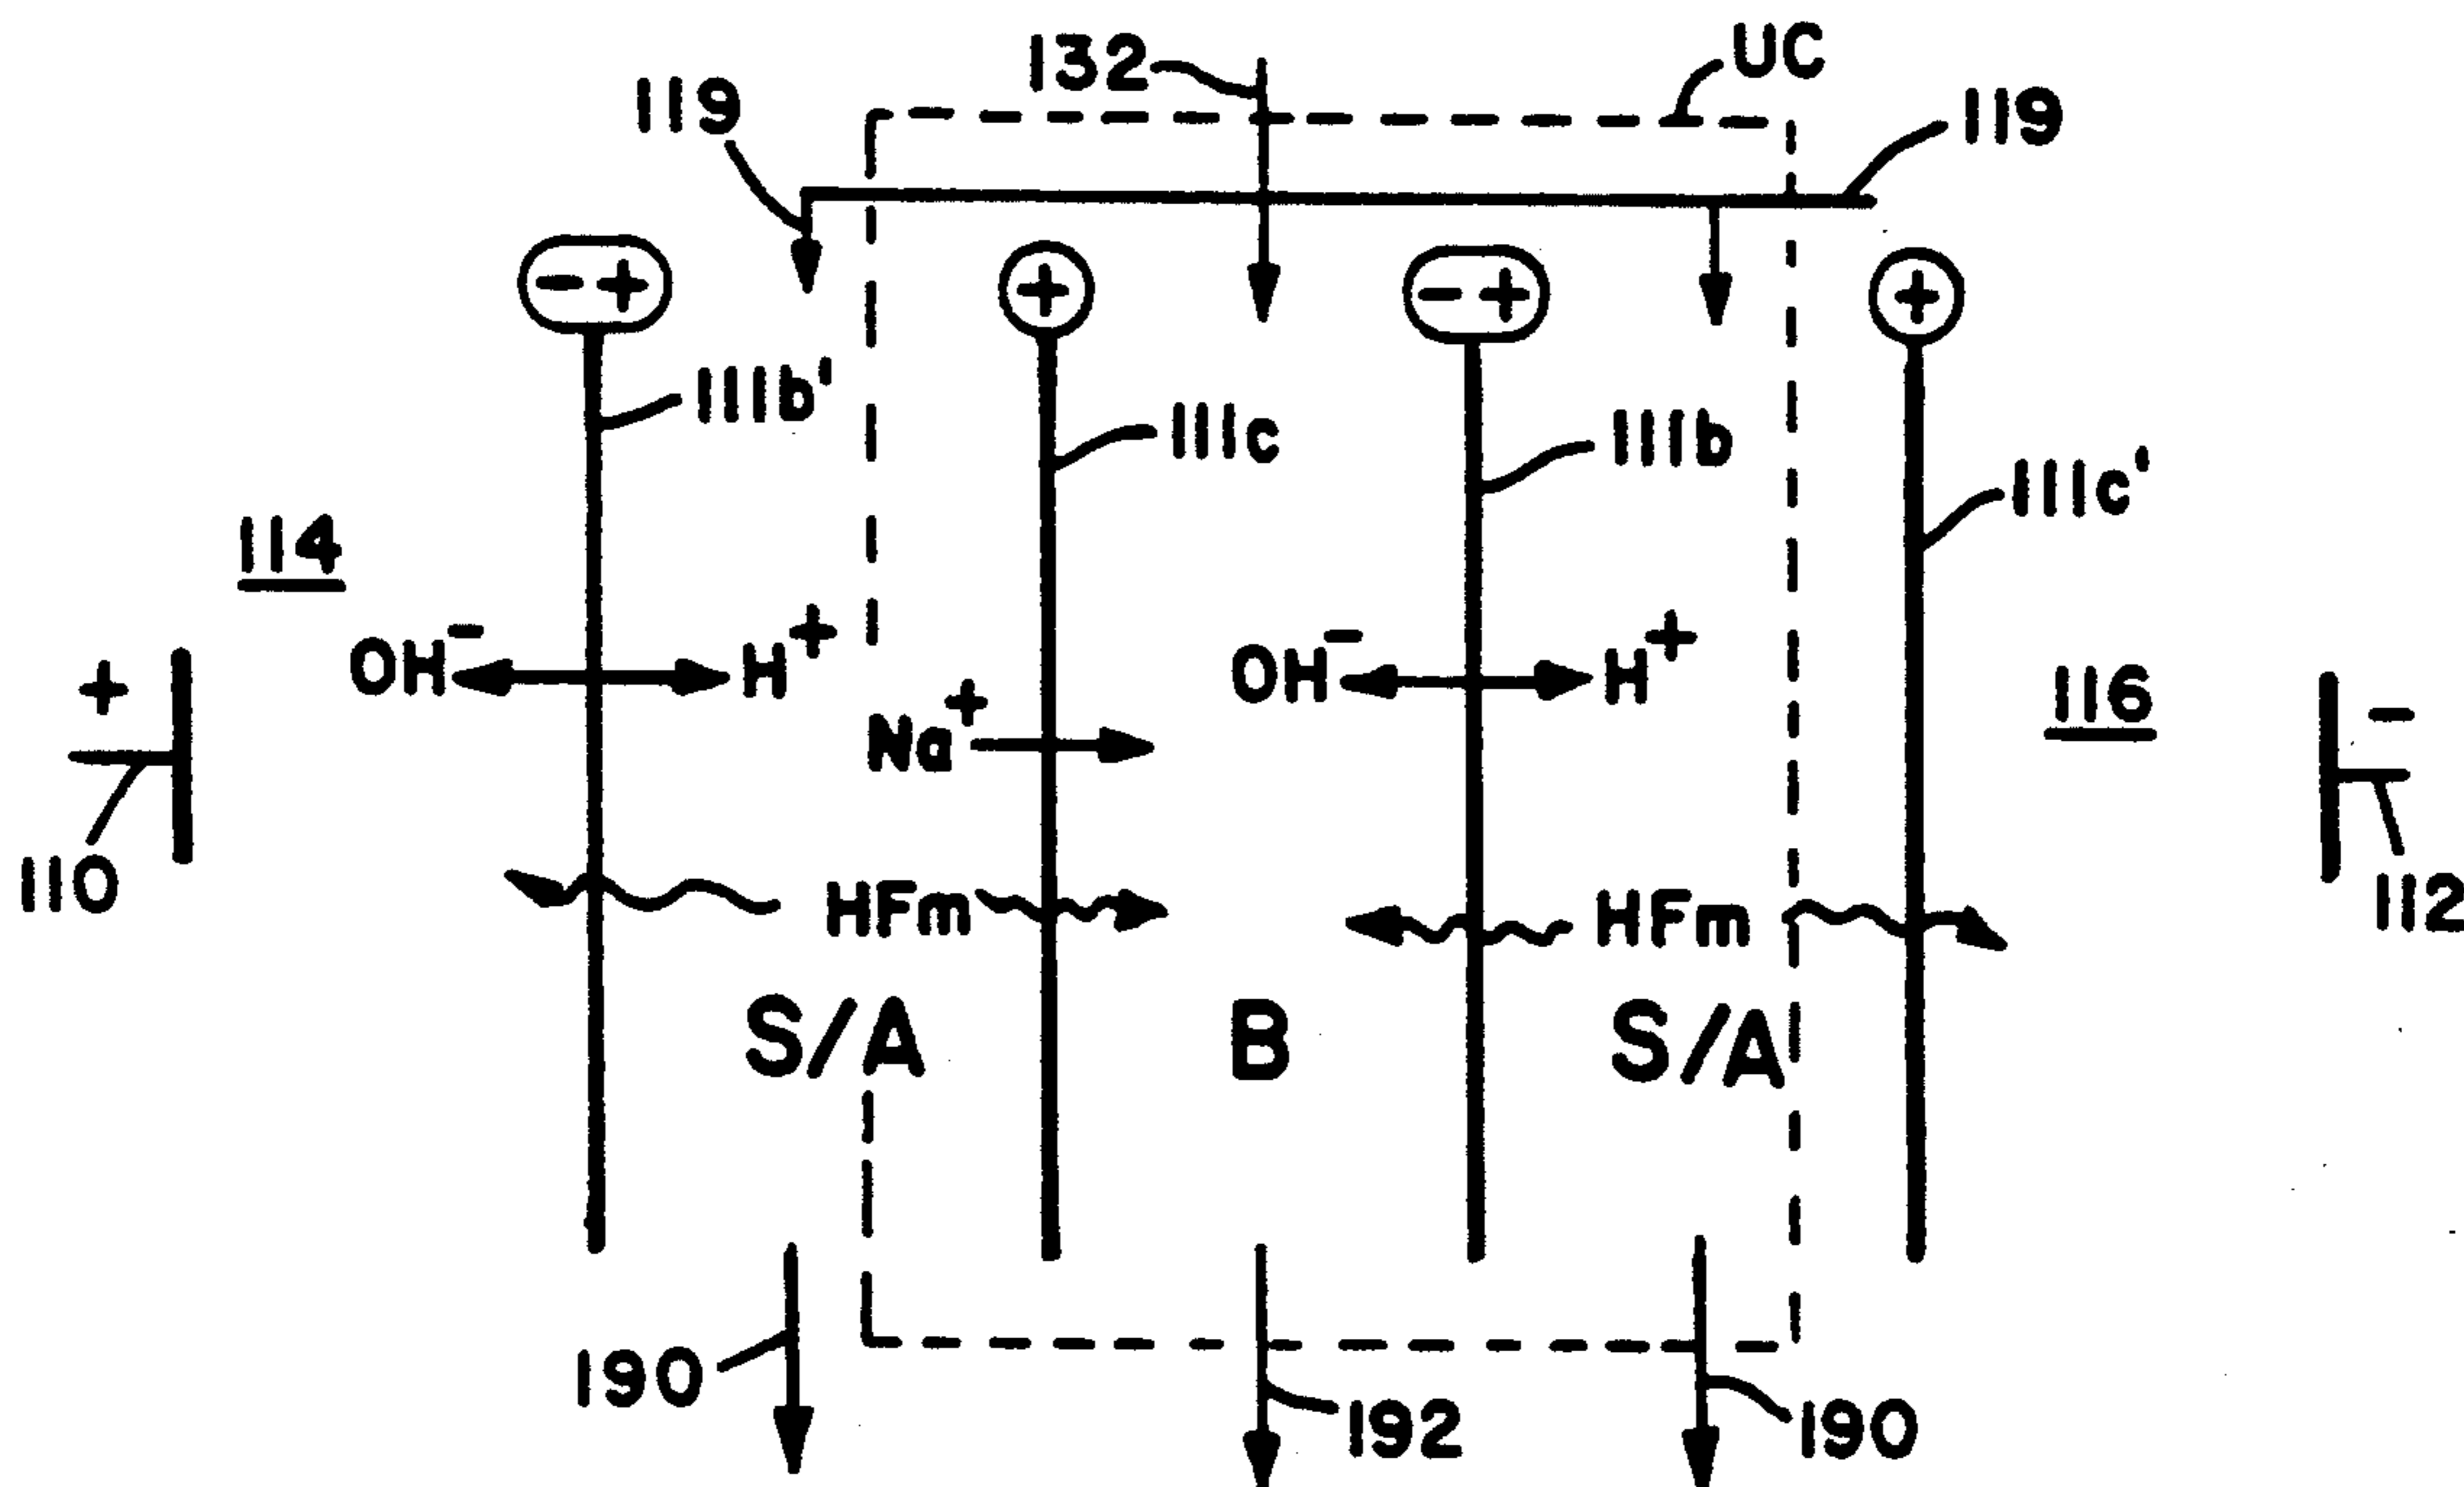 132
UC
119
119
- +
+
- +
+
111b'
111c
111b
111c'
114
OH⁻
H⁺
OH⁻
H⁺
116
+
Na⁺
-
110
HFm
HFm
112
S/A
B
S/A
190
192
190